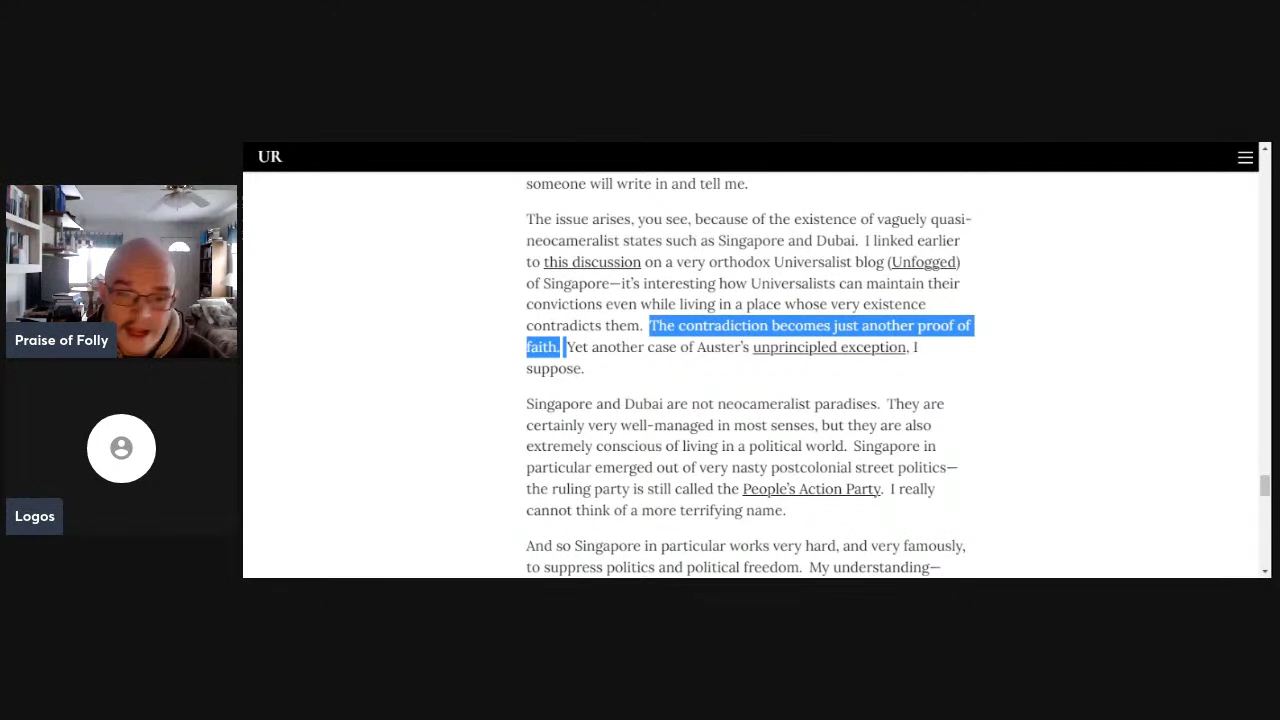 UR
someone will write in and tell me.
The issue arises, you see, because of the existence of vaguely quasi-
neocameralist states such as Singapore and Dubai. I linked earlier
to this discussion on a very orthodox Universalist blog (Unfogged)
of Singapore—it's interesting how Universalists can maintain their
convictions even while living in a place whose very existence
contradicts them. The contradiction becomes just another proof of
faith. Yet another case of Auster's unprincipled exception, I
suppose.
Singapore and Dubai are not neocameralist paradises. They are
certainly very well-managed in most senses, but they are also
extremely conscious of living in a political world. Singapore in
particular emerged out of very nasty postcolonial street politics—
the ruling party is still called the People's Action Party. I really
cannot think of a more terrifying name.
And so Singapore in particular works very hard, and very famously,
to suppress politics and political freedom. My understanding—
Praise of Folly
Logos